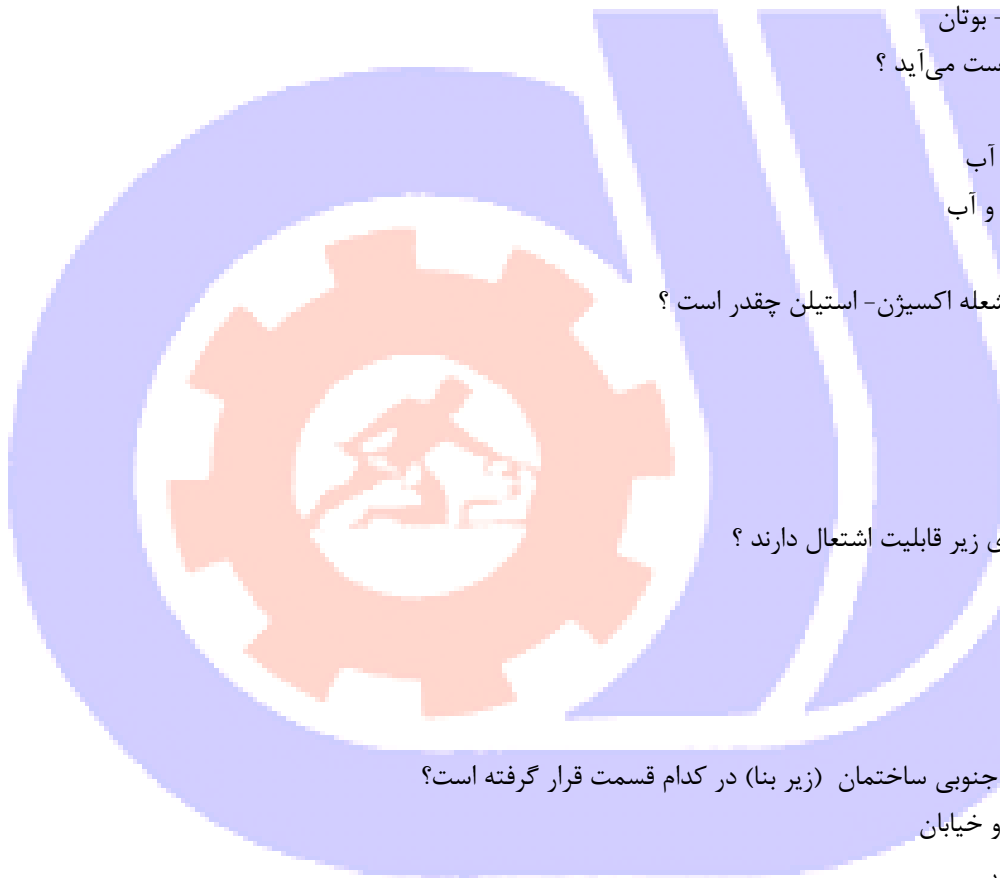 - بوتان
ست می‌آید ؟
آب
و آب
شعله اکسیژن- استیلن چقدر است ؟
ی زیر قابلیت اشتعال دارند ؟
جنوبی ساختمان (زیر بنا) در کدام قسمت قرار گرفته است؟
و خیابان